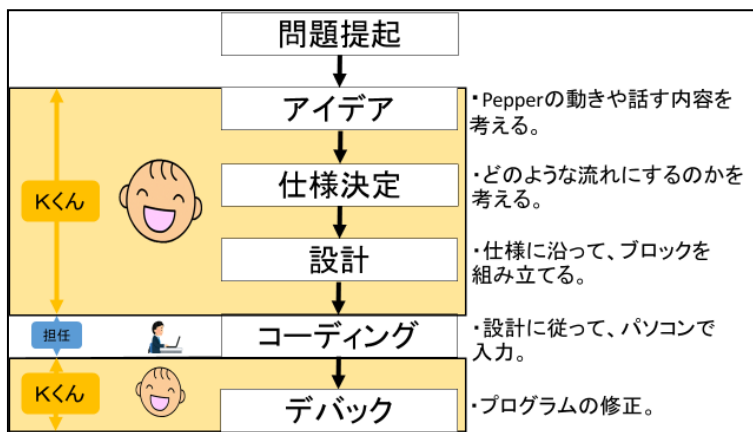 問題提起
アイデア
・Pepperの動きや話す内容を
考える。
Kくん
仕様決定
・どのような流れにするのかを
考える。
設計
・仕様に沿って、ブロックを
組み立てる。
担任
コーディング
・設計に従って、パソコンで
入力。
Kくん
デバック
・プログラムの修正。